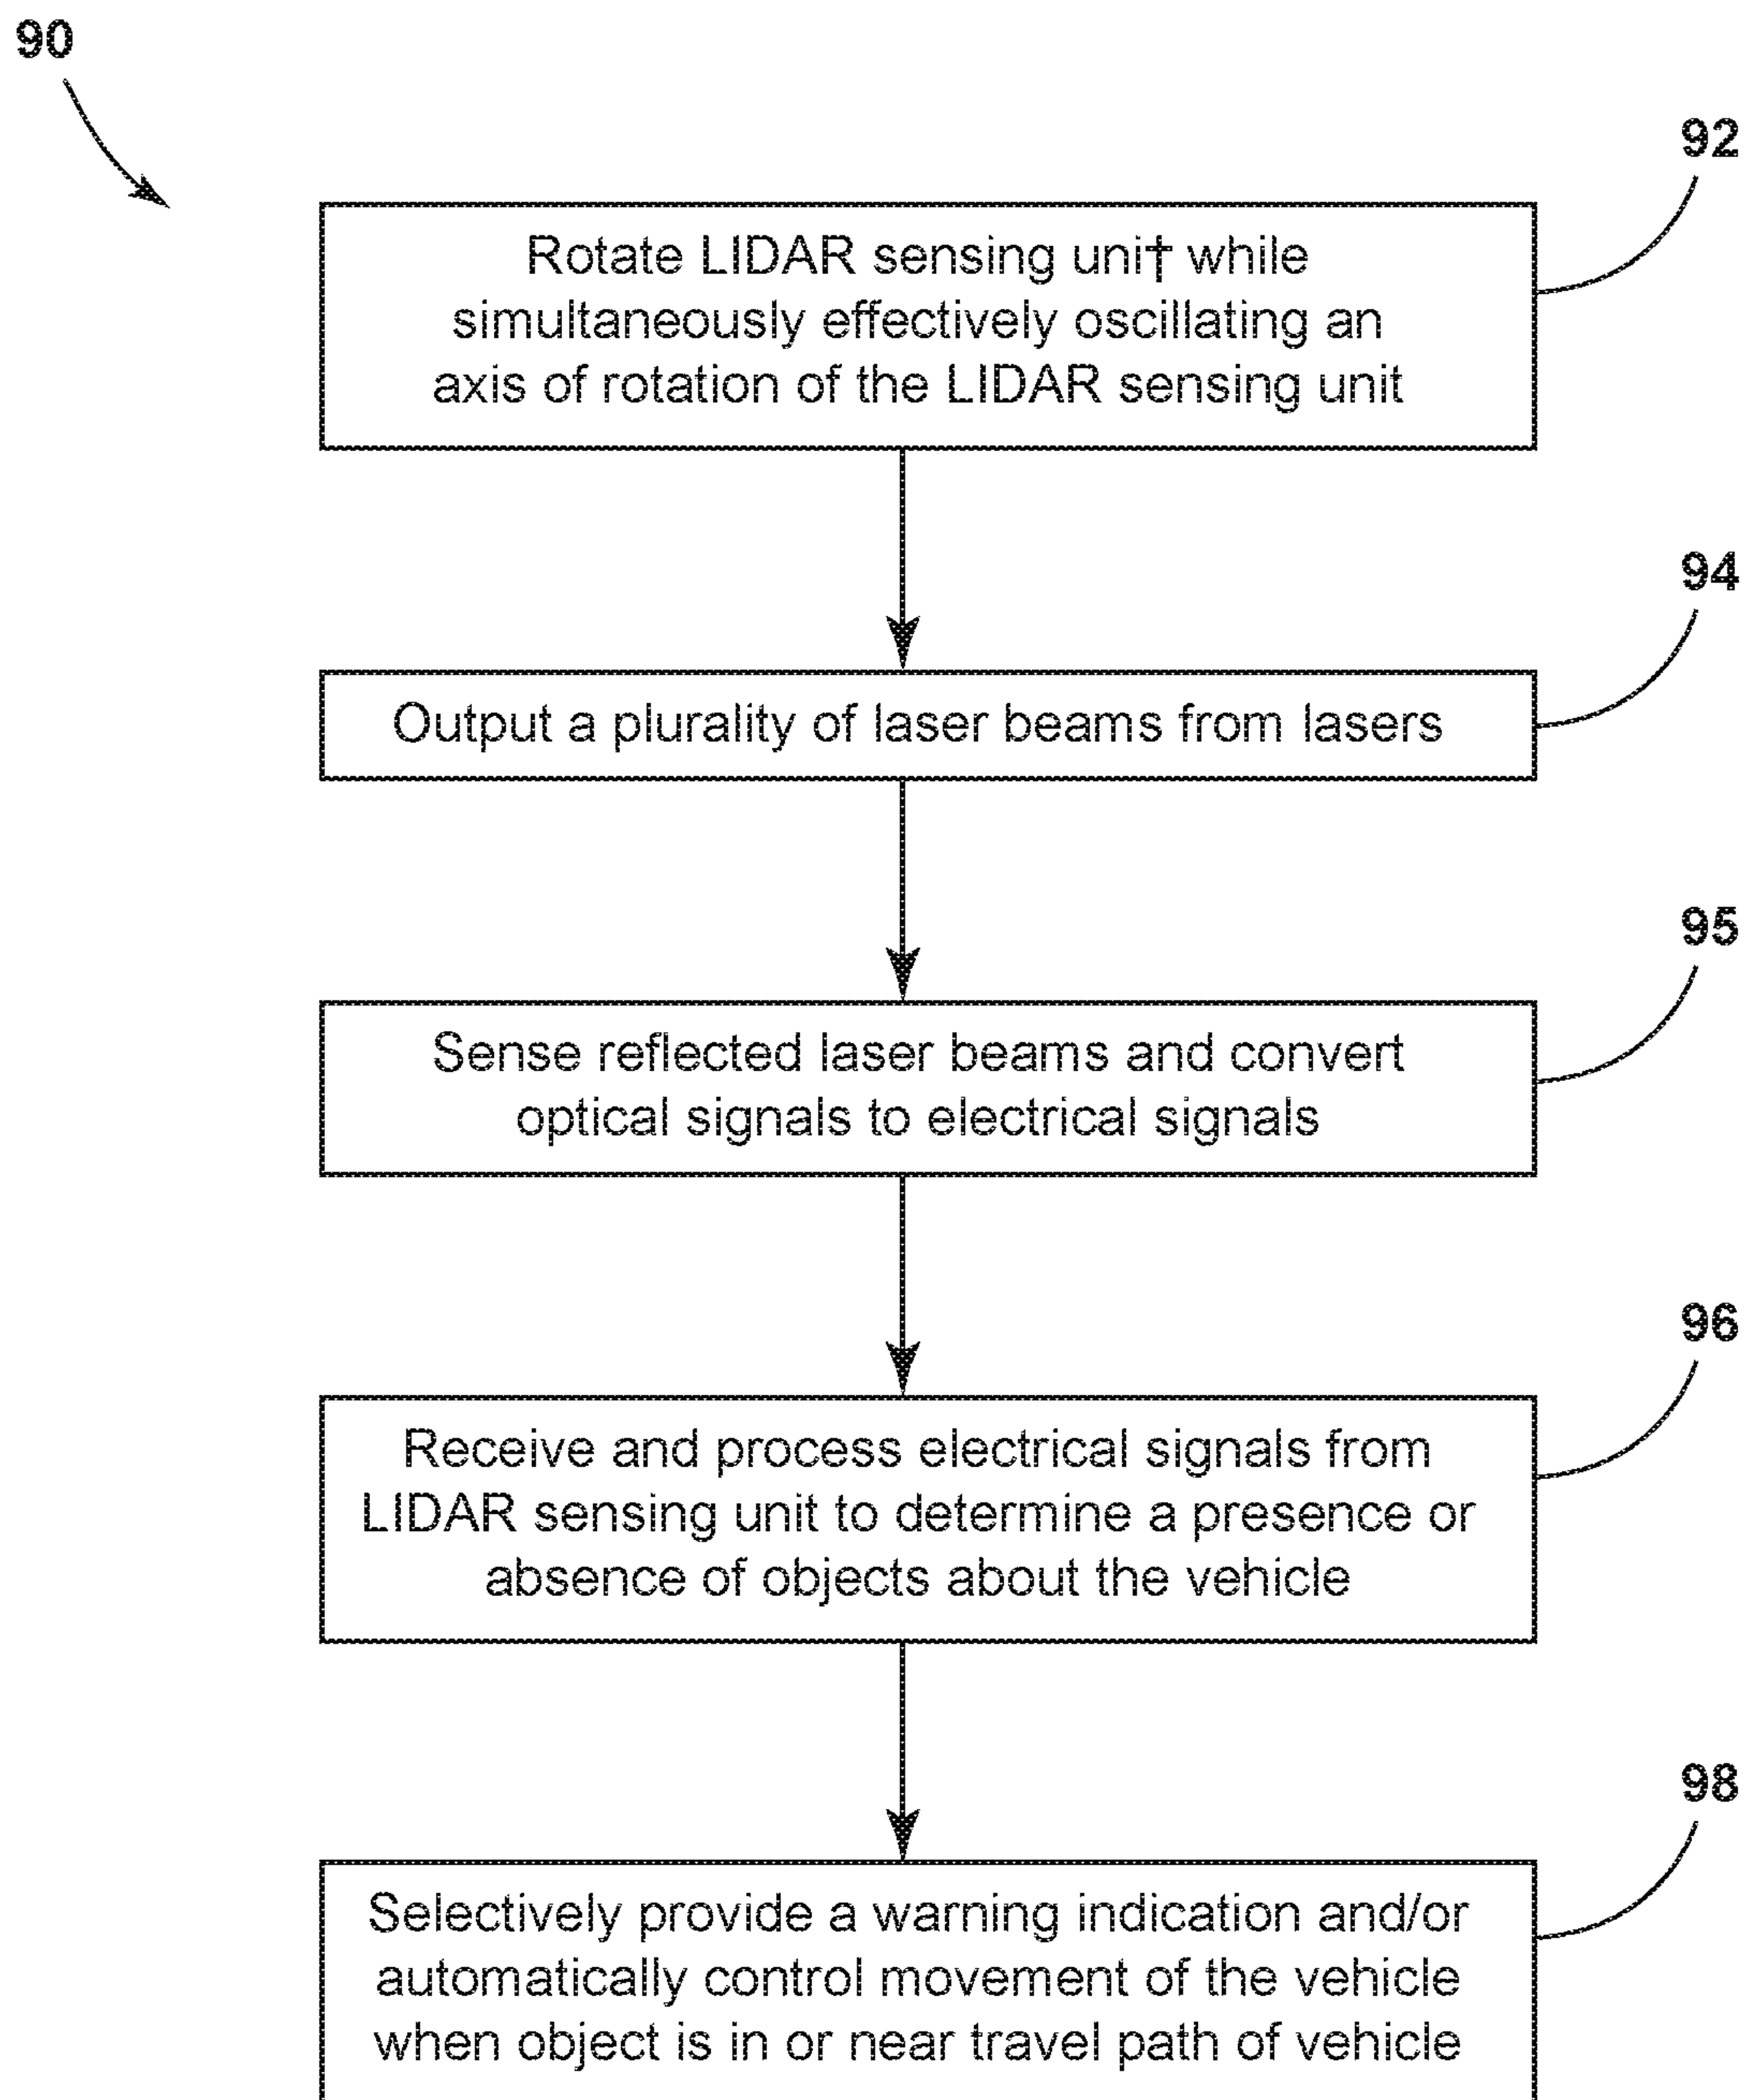 90
92
Rotate LIDAR sensing uni† while
simultaneously effectively oscillating an
axis of rotation of the LIDAR sensing unit
94
Output a plurality of laser beams from lasers
95
Sense reflected laser beams and convert
optical signals to electrical signals
96
Receive and process electrical signals from
LIDAR sensing unit to determine a presence or
absence of objects about the vehicle
98
Selectively provide a warning indication and/or
automatically control movement of the vehicle
when object is in or near travel path of vehicle